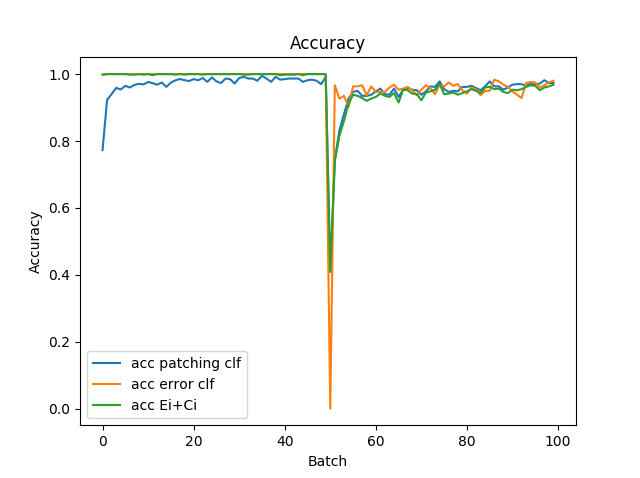 Accuracy
1.0
0.8
0.6
0.4
0.2
0.0
Accuracy
acc patching clf
acc error clf
acc Ei+Ci
0 20 40 60 80 100
Batch